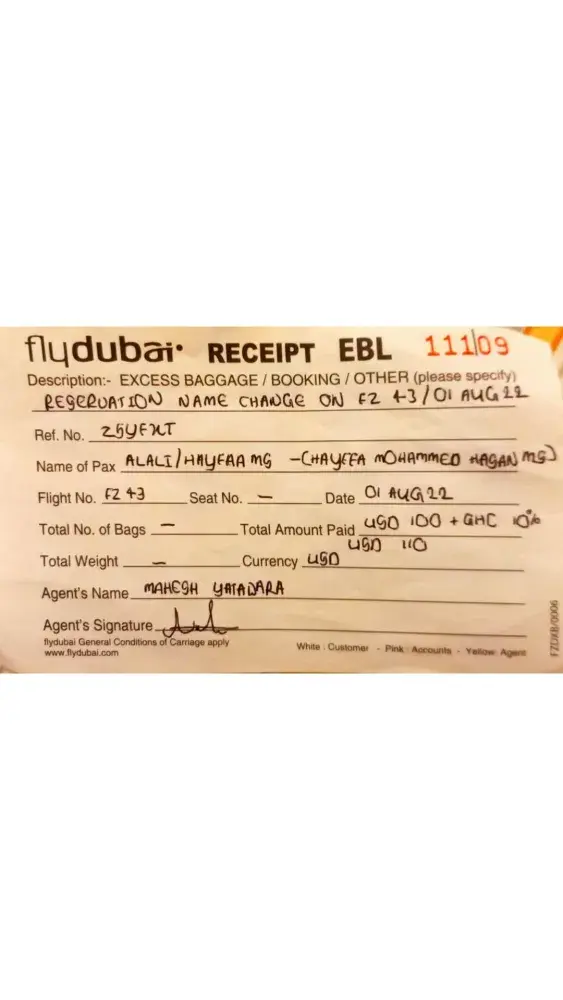 flydubai RECEIPT EBL 11109
Description:- EXCESS BAGGAGE / BOOKING / OTHER (please specify)
RESERVATION NAME CHANGE ON FZ 43/01 AUG 22
Ref. No.
Name of Pax ALALI/HAYFAA MS -(HAYFFA MOHAMMED HASAN MS)
Flight No. FZ 43 Seat No. — Date 01 AUG 22
Total No. of Bags — Total Amount Paid USD 100 + GHC 10%
USD 110
Total Weight — Currency USD
Agent's Name MAHESH YATADARA
Agent's Signature
flydubai General Conditions of Carriage apply
www.flydubai.com
White : Customer - Pink : Accounts - Yellow: Agent
FZDXB/0006